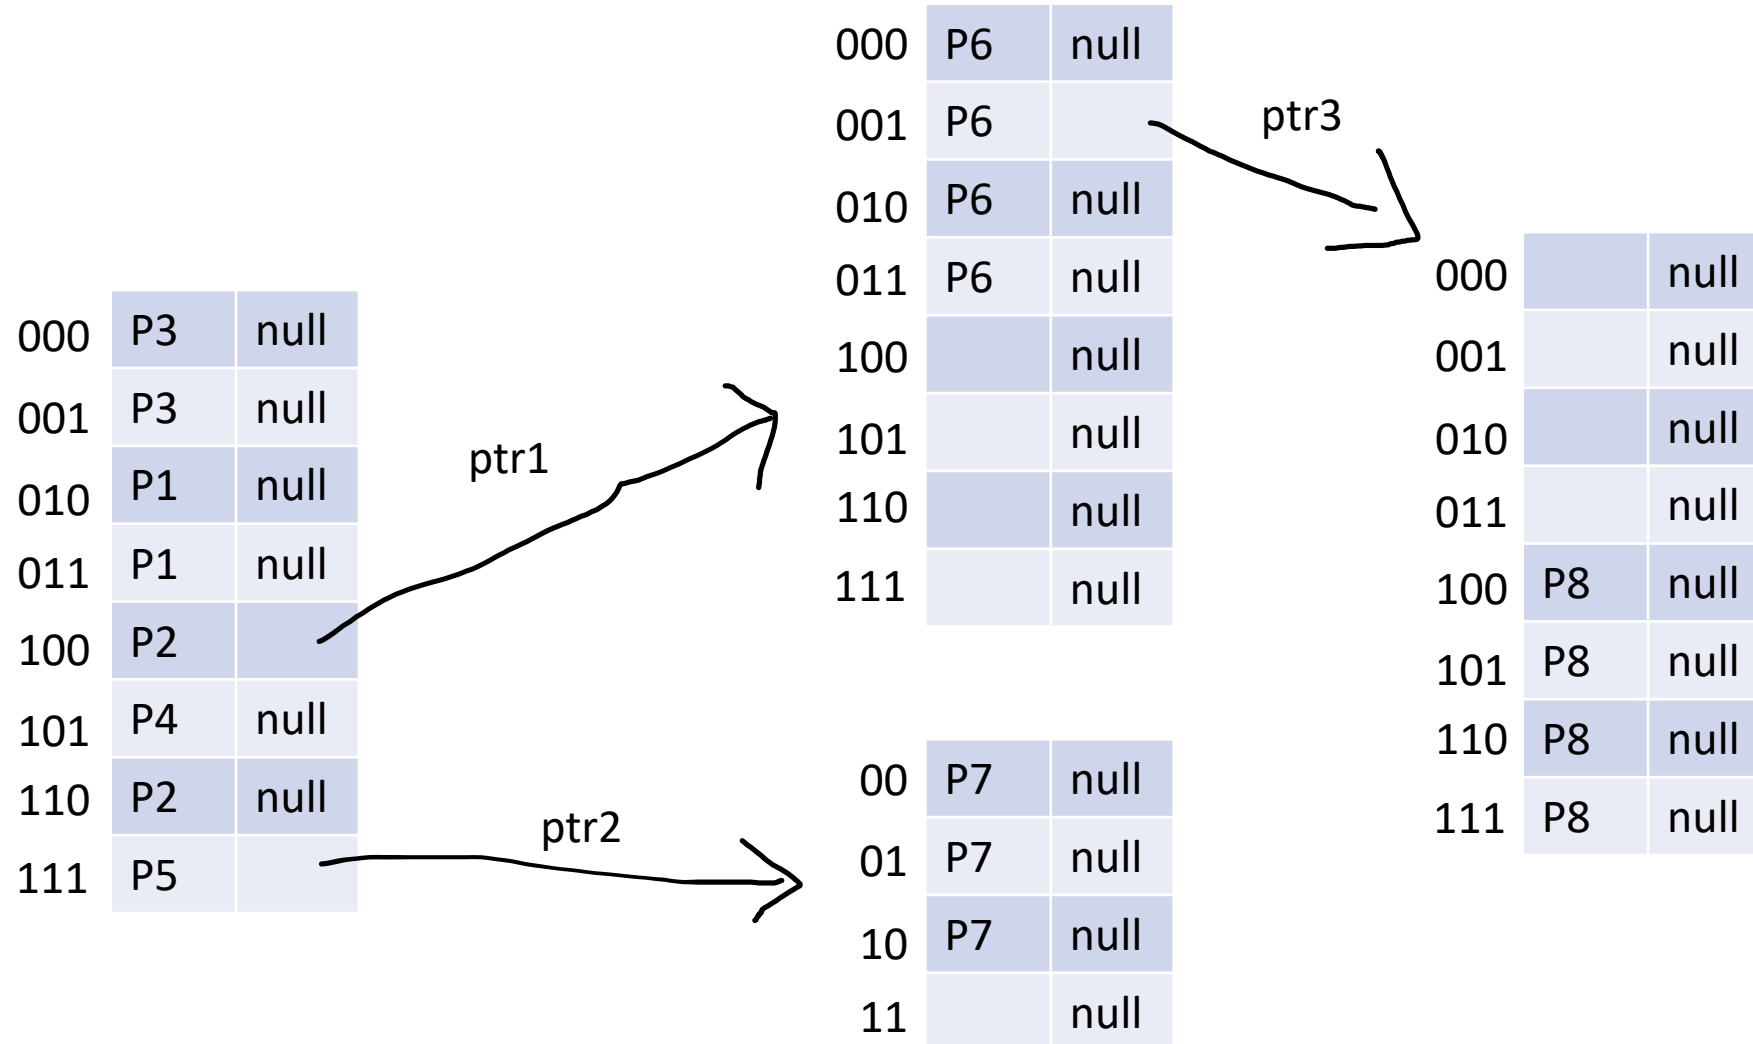 000 P3 null
001 P3 null
010 P1 null
011 P1 null
100 P2
101 P4 null
110 P2 null
111 P5
ptr1
ptr2
000 P6 null
001 P6
010 P6 null
011 P6 null
100 null
101 null
110 null
111 null
ptr3
00 P7 null
01 P7 null
10 P7 null
11 null
000 null
001 null
010 null
011 null
100 P8 null
101 P8 null
110 P8 null
111 P8 null